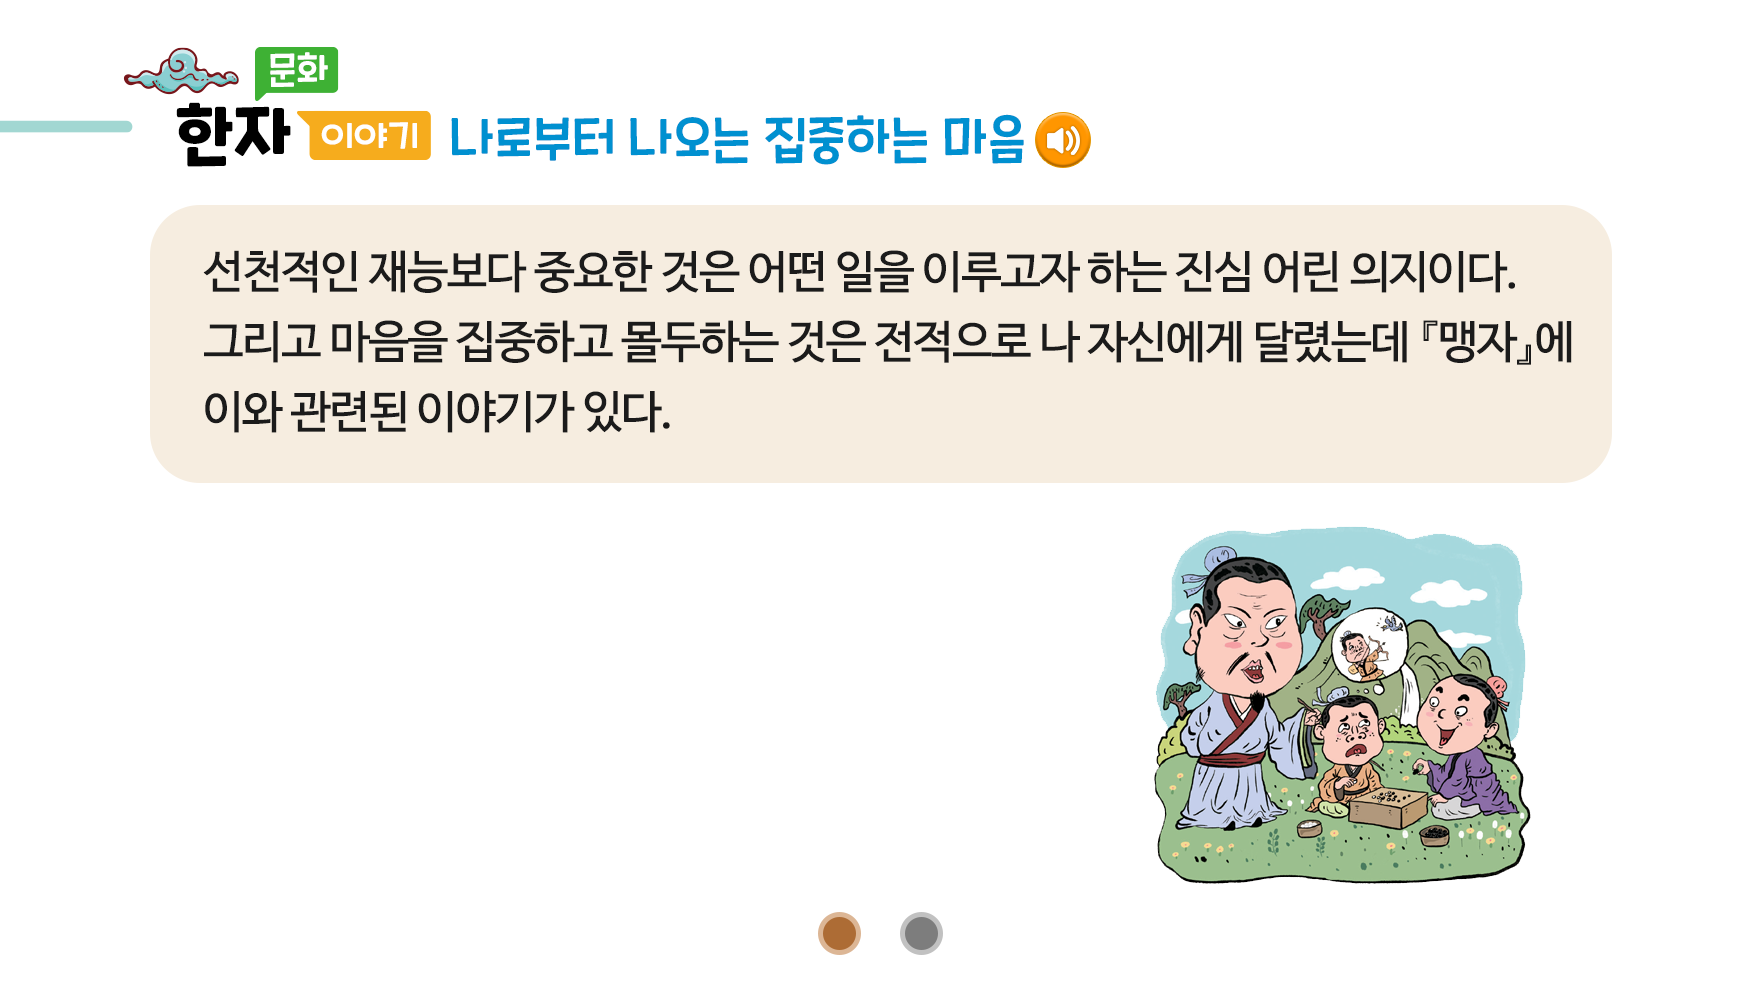 문화
한자 이야기 나로부터 나오는 집중하는 마음
선천적인 재능보다 중요한 것은 어떤 일을 이루고자 하는 진심 어린 의지이다.
그리고 마음을 집중하고 몰두하는 것은 전적으로 나 자신에게 달렸는데 『맹자』에
이와 관련된 이야기가 있다.